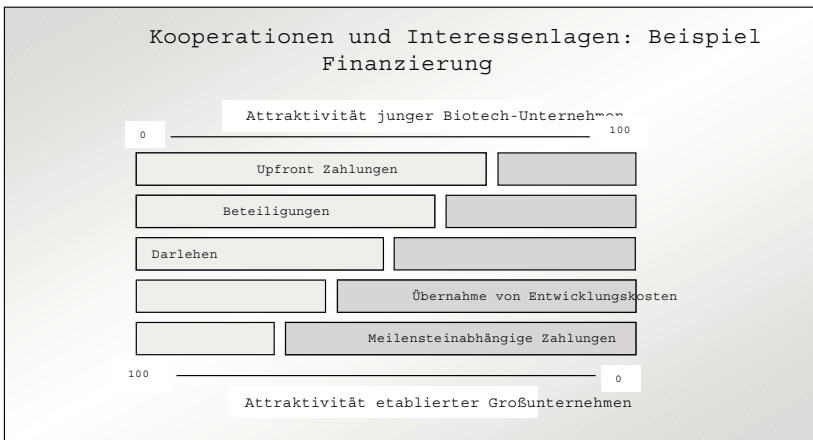 Kooperationen und Interessenlagen: Beispiel
Finanzierung
Attraktivität junger Biotech-Unternehmen
0
100
Upfront Zahlungen
Beteiligungen
Darlehen
Übernahme von Entwicklungskosten
Meilensteinabhängige Zahlungen
100
0
Attraktivität etablierter Großunternehmen